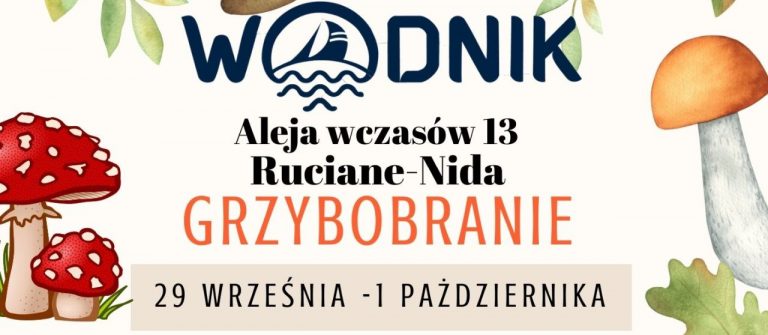 WODNIK
Aleja wczasów 13
Ruciane-Nida
GRZYBOBRANIE
29 WRZEŚNIA -1 PAŹDZIERNIKA